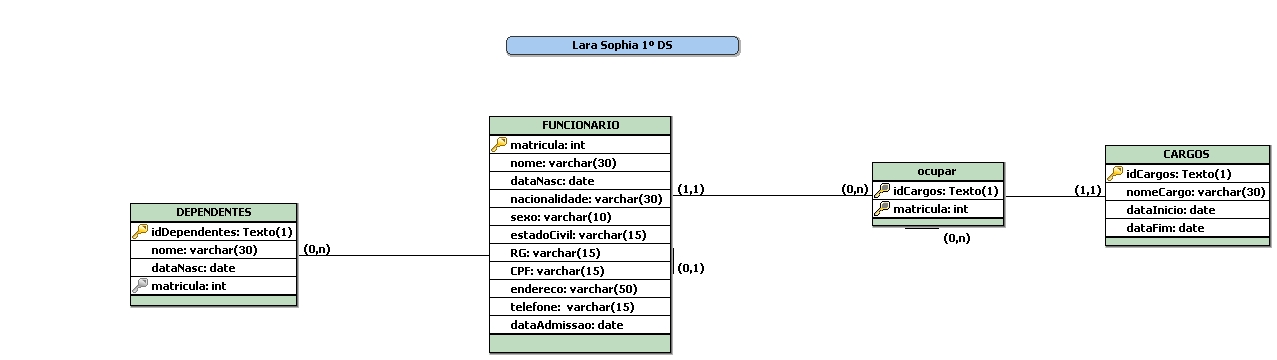 Lara Sophia 1º DS
DEPENDENTES
idDependentes: Texto(1)
nome: varchar(30)
dataNasc: date
matricula: int
(0,n)
FUNCIONARIO
matricula: int
nome: varchar(30)
dataNasc: date
nacionalidade: varchar(30)
sexo: varchar(10)
estadoCivil: varchar(15)
RG: varchar(15)
CPF: varchar(15)
endereco: varchar(50)
telefone: varchar(15)
dataAdmissao: date
(1,1)
(0,1)
(0,n)
ocupar
idCargos: Texto(1)
matricula: int
(0,n)
(1,1)
CARGOS
idCargos: Texto(1)
nomeCargo: varchar(30)
dataInicio: date
dataFim: date